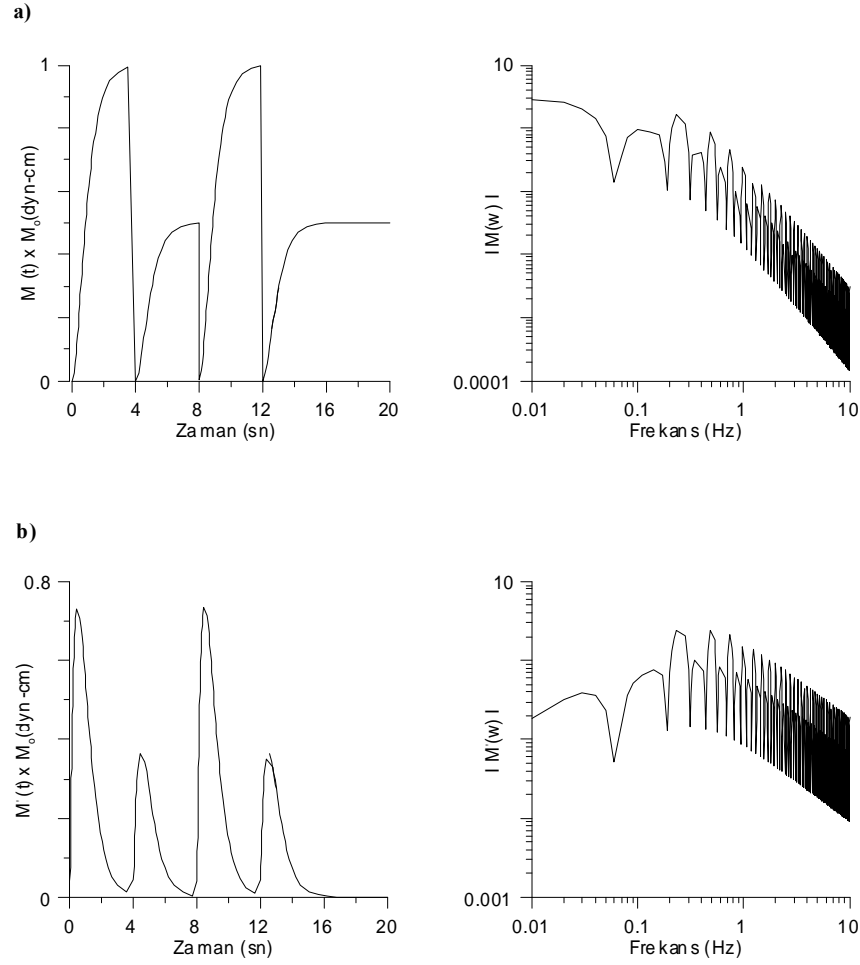 a)
1
M (t) x Mo(dyn-cm)
0
0 4 8 12 16 20
Zaman (sn)
10
I M(w) I
0.0001
0.01 0.1 1 10
Frekans (Hz)
b)
0.8
M'(t) x Mo(dyn-cm)
0
0 4 8 12 16 20
Zaman (sn)
10
I M'(w) I
0.001
0.01 0.1 1 10
Frekans (Hz)